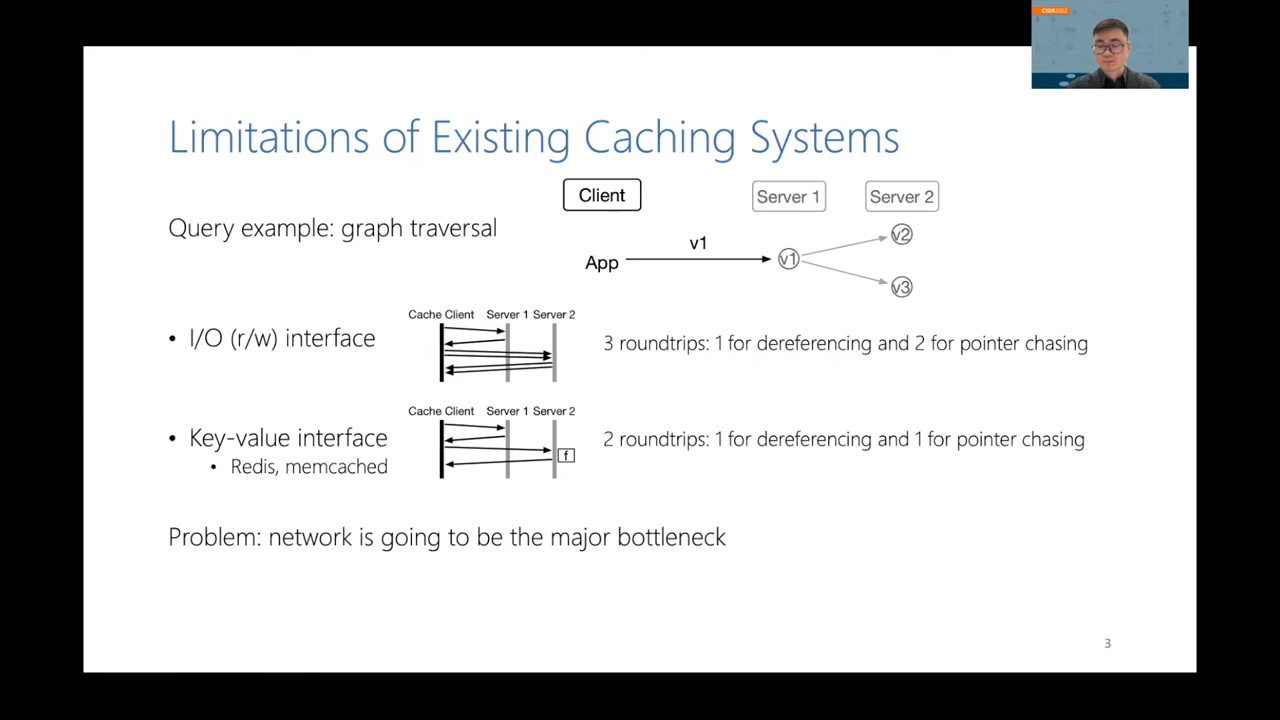 CIDR2022
Limitations of Existing Caching Systems
Client
Server 1
Server 2
Query example: graph traversal
App
v1
v1
v2
v3
• I/O (r/w) interface
Cache Client Server 1 Server 2
3 roundtrips: 1 for dereferencing and 2 for pointer chasing
• Key-value interface
• Redis, memcached
Cache Client Server 1 Server 2
f
2 roundtrips: 1 for dereferencing and 1 for pointer chasing
Problem: network is going to be the major bottleneck
3